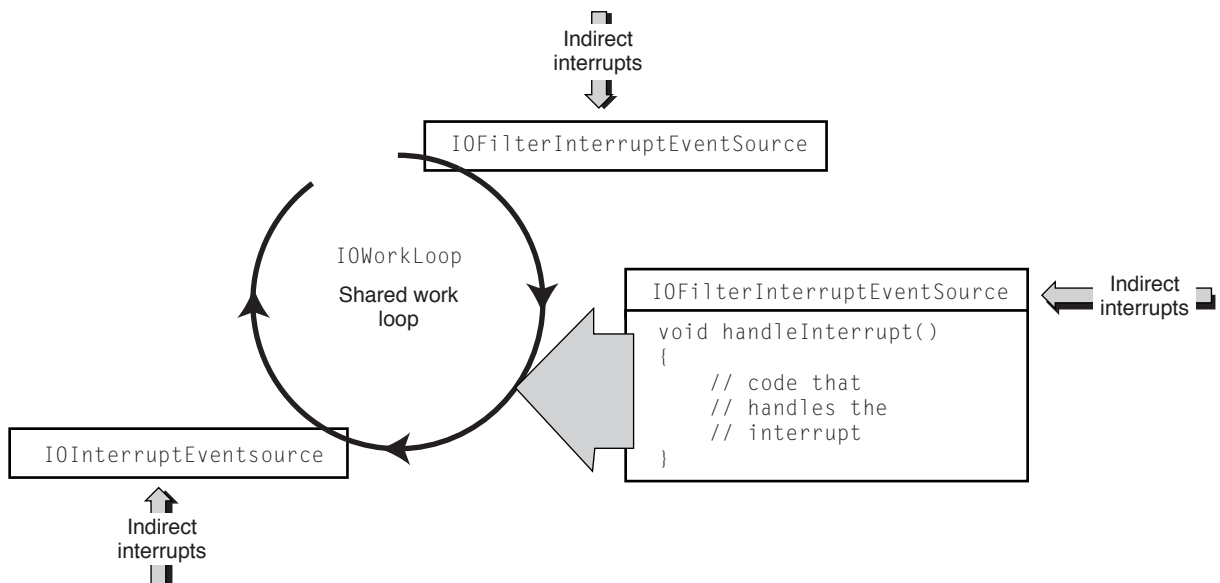 Indirect
interrupts
IOFilterInterruptEventSource
IOWorkLoop
Shared work
loop
IOFilterInterruptEventSource
Indirect
interrupts
void handleInterrupt()
{
// code that
// handles the
// interrupt
}
IOInterruptEventsource
Indirect
interrupts